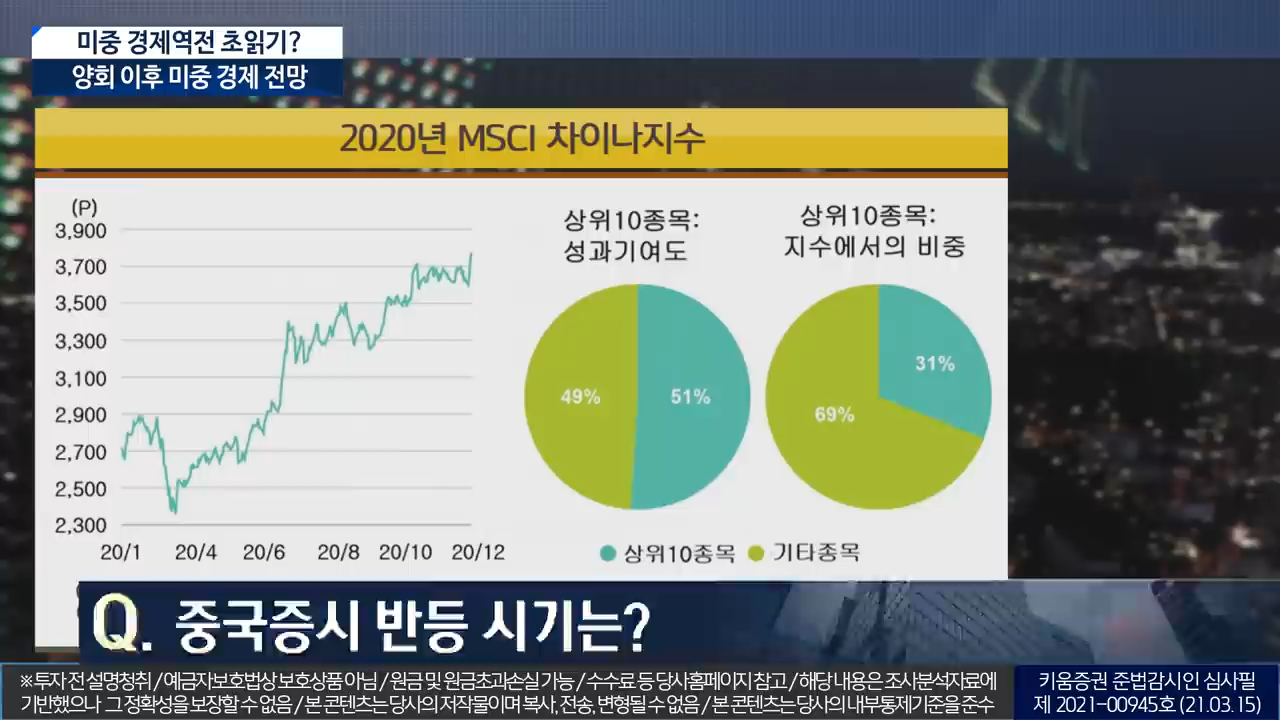 미중 경제역전 초읽기?
양회 이후 미중 경제 전망
2020년 MSCI 차이나지수
(P)
3,900
3,700
3,500
3,300
3,100
2,900
2,700
2,500
2,300
20/1 20/4 20/6 20/8 20/10 20/12
상위10종목:
성과기여도
49% 51%
상위10종목:
지수에서의 비중
31%
69%
상위10종목 기타종목
Q. 중국증시 반등 시기는?
※투자 전 설명청취 / 예금자보호법상 보호상품 아님 / 원금 및 원금초과손실 가능 / 수수료 등 당사홈페이지 참고 / 해당 내용은 조사분석자료에
기반했으나 그 정확성을 보장할 수 없음 / 본 콘텐츠는 당사의 저작물이며 복사, 전송, 변형될 수 없음 / 본 콘텐츠는 당사의 내부통제기준을 준수
키움증권 준법감시인 심사필
제 2021-00945호 (21.03.15)